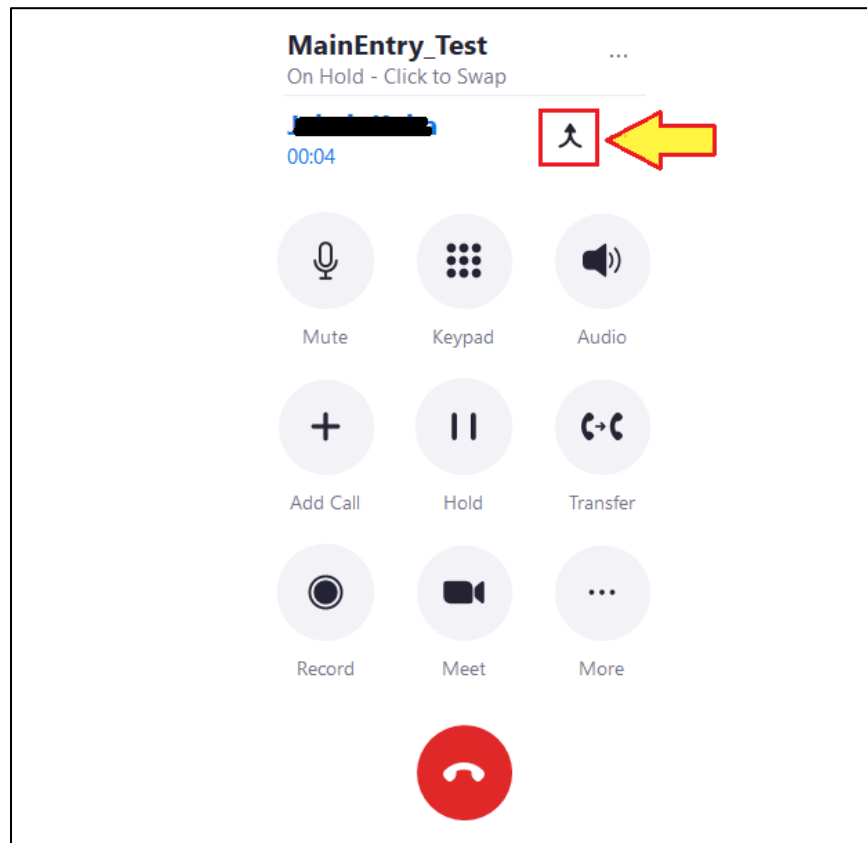 MainEntry_Test
On Hold - Click to Swap
00:04
Mute Keypad Audio
Add Call Hold Transfer
Record Meet More